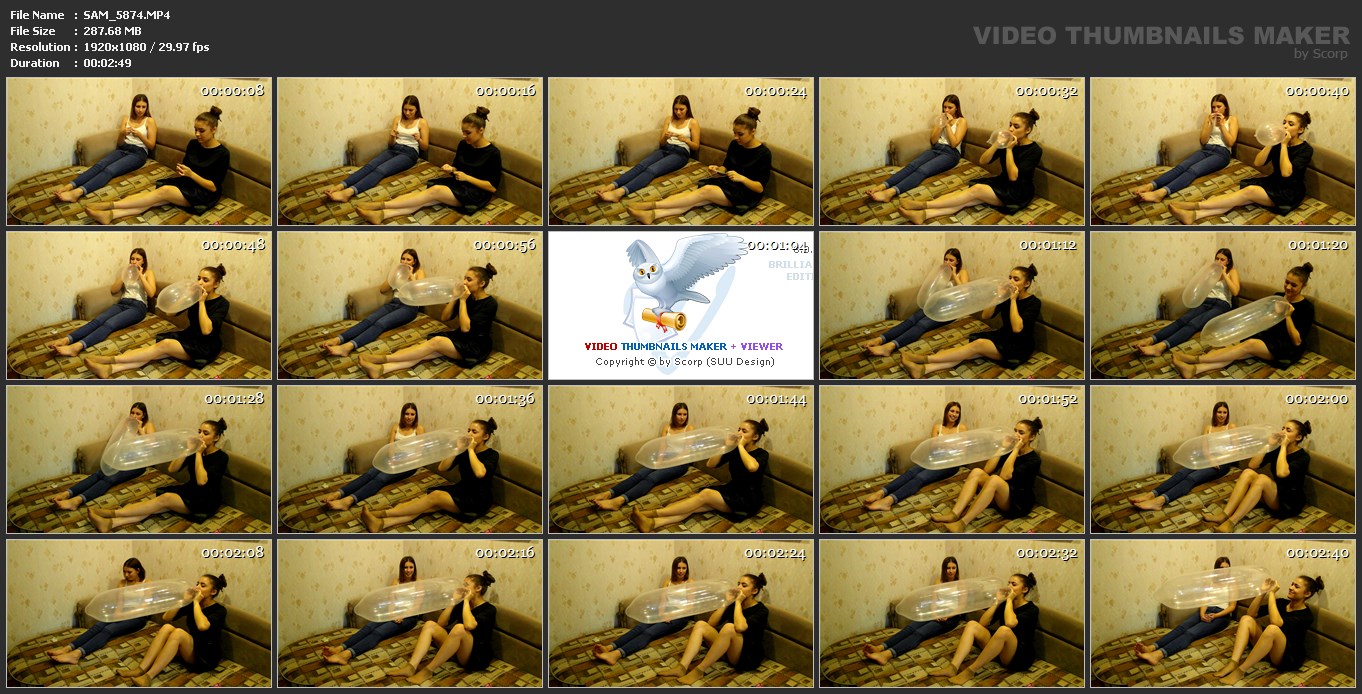 File Name : SAM_5874.MP4
File Size : 287.68 MB
Resolution : 1920x1080 / 29.97 fps
Duration : 00:02:49
VIDEO THUMBNAILS MAKER
by Scorp
00:00:08
00:00:16
00:00:24
00:00:32
00:00:40
00:00:48
00:00:56
00:01:04
BRILLIA
EDIT
VIDEO THUMBNAILS MAKER + VIEWER
Copyright © by Scorp (SUU Design)
00:01:12
00:01:20
00:01:28
00:01:36
00:01:44
00:01:52
00:02:00
00:02:08
00:02:16
00:02:24
00:02:32
00:02:40